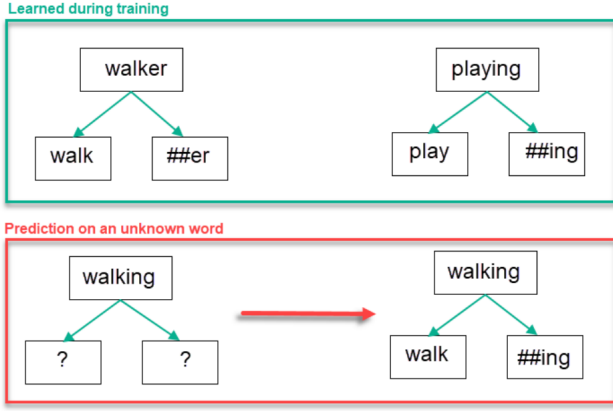 Learned during training
walker
playing
walk
##er
play
##ing
Prediction on an unknown word
walking
walking
?
?
walk
##ing